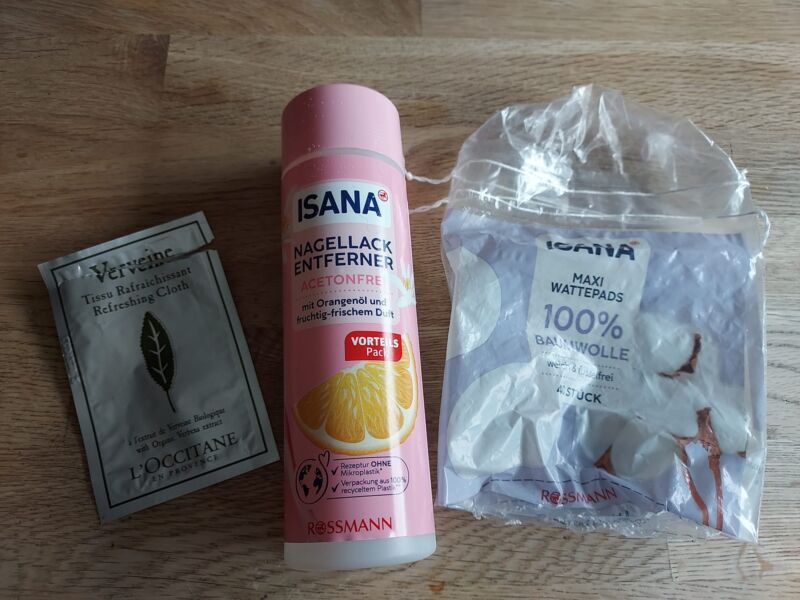 Verveine
Tissu Rafraîchissant
Refreshing Cloth
à l'extrait de Verveine Biologique
with Organic Verbena extract
L'OCCITANE
EN PROVENCE
ISANA
NAGELLACK
ENTFERNER
ACETONFREI
mit Orangenöl und
fruchtig-frischem Duft
VORTEILS
Pack
Rezeptur OHNE
Mikroplastik*
Verpackung aus 100%
recyceltem Plastik**
ROSSMANN
ISANA
MAXI
WATTEPADS
100%
BAUMWOLLE
weich & fusselfrei
STÜCK
ROSSMANN